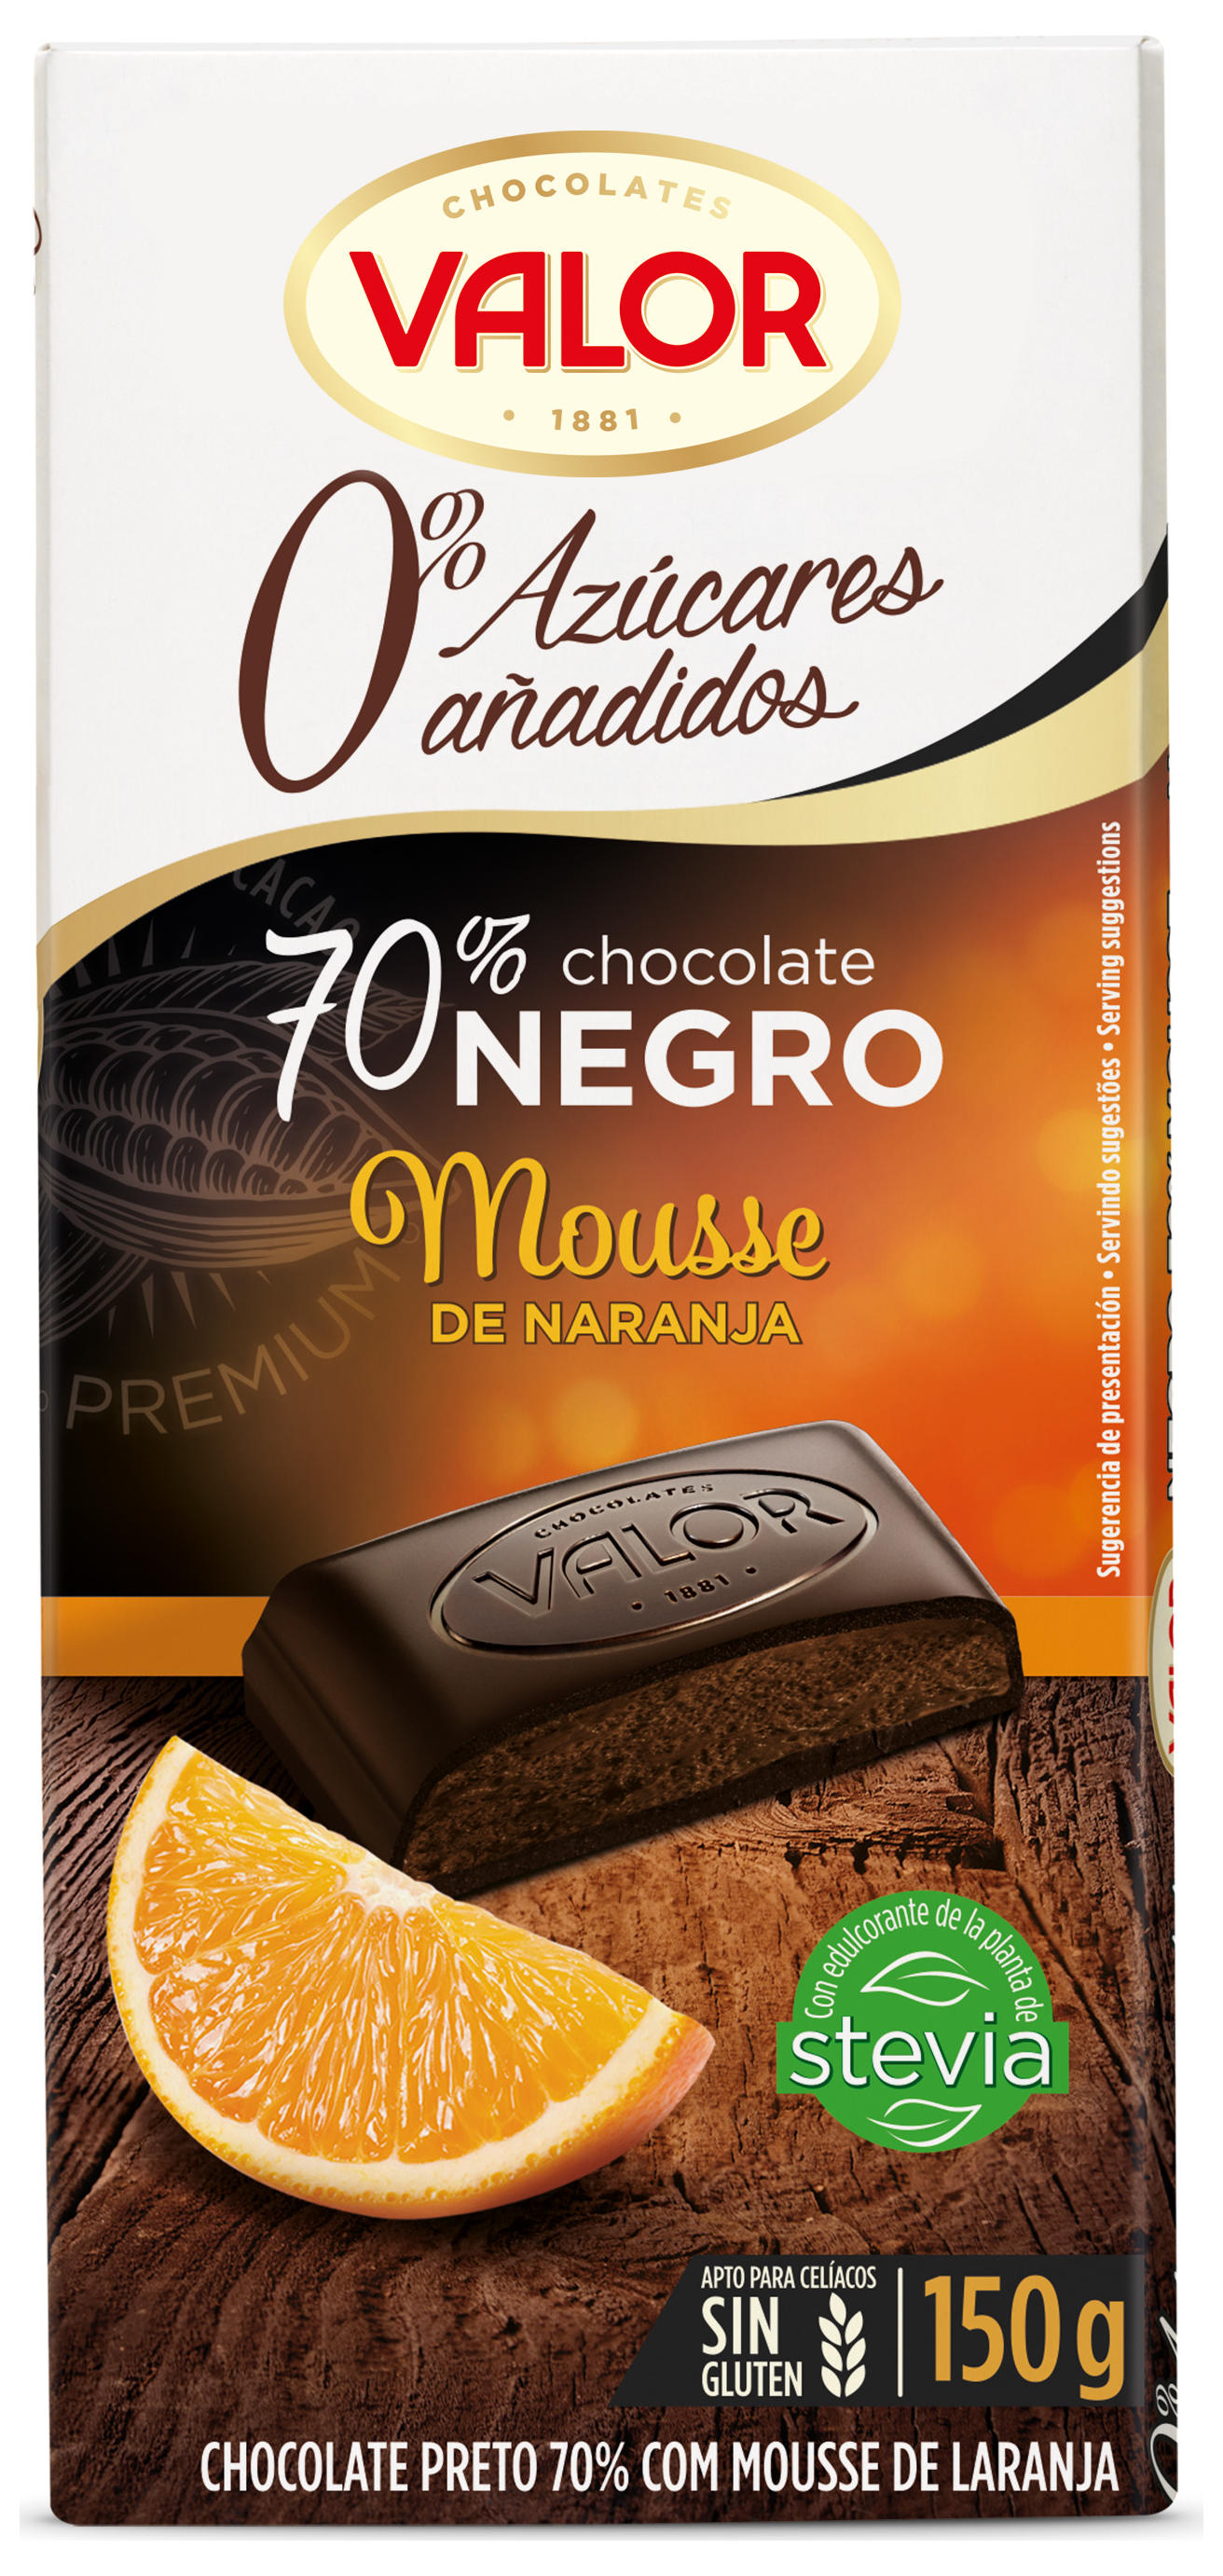 CHOCOLATES
VALOR
• 1881 •
0% Azúcares
añadidos
CACAO
70% chocolate
NEGRO
Mousse
DE NARANJA
PREMIUM
Sugerencia de presentación • Servindo sugestões • Serving suggestions
CHOCOLATES
VALOR
• 1881 •
Con edulcorante de la planta de
stevia
APTO PARA CELÍACOS
SIN
GLUTEN
150 g
CHOCOLATE PRETO 70% COM MOUSSE DE LARANJA